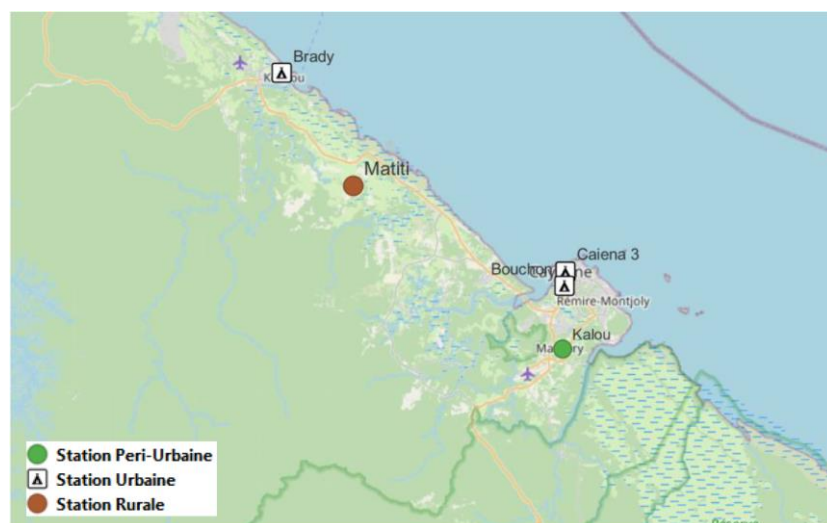 Brady
Matiti
Caiena 3
Bouchon
Rémire-Montjoly
Kalou
Station Peri-Urbaine
Station Urbaine
Station Rurale